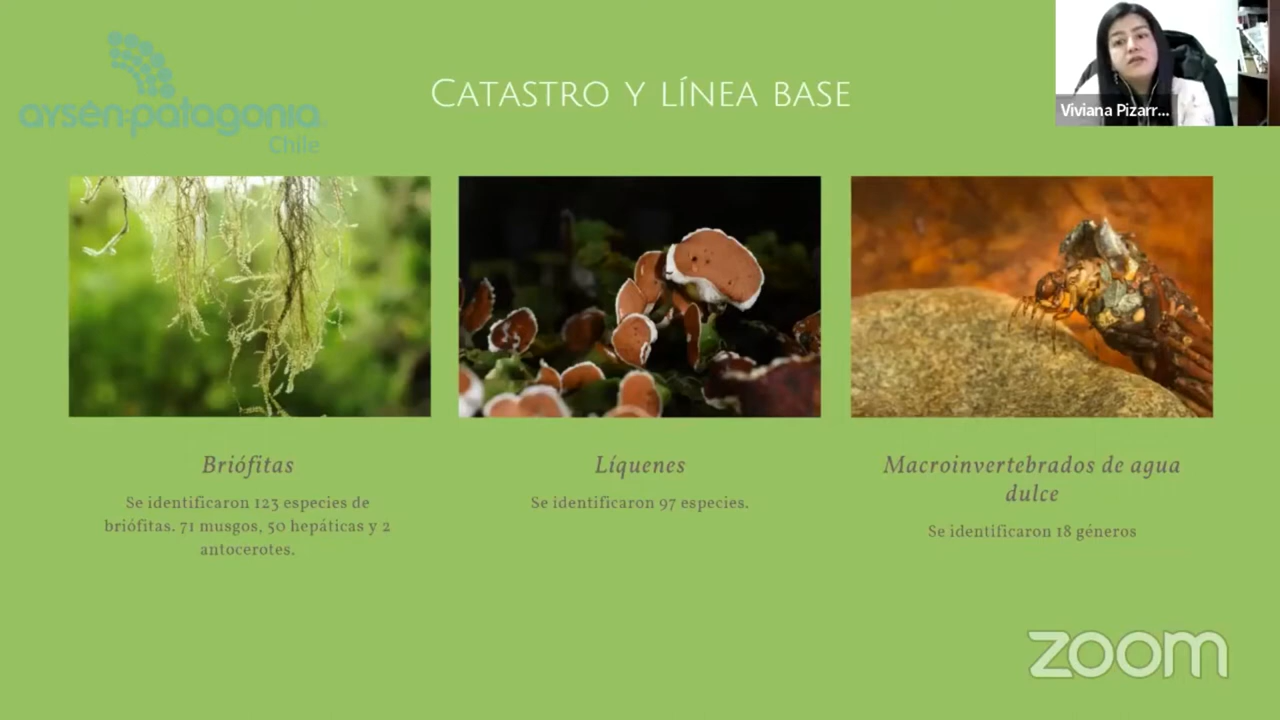 aysén-patagonia
Chile
Catastro y línea base
Viviana Pizarr...
Briófitas
Se identificaron 123 especies de
briófitas. 71 musgos, 50 hepáticas y 2
antocerotes.
Líquenes
Se identificaron 97 especies.
Macroinvertebrados de agua
dulce
Se identificaron 18 géneros
zoom